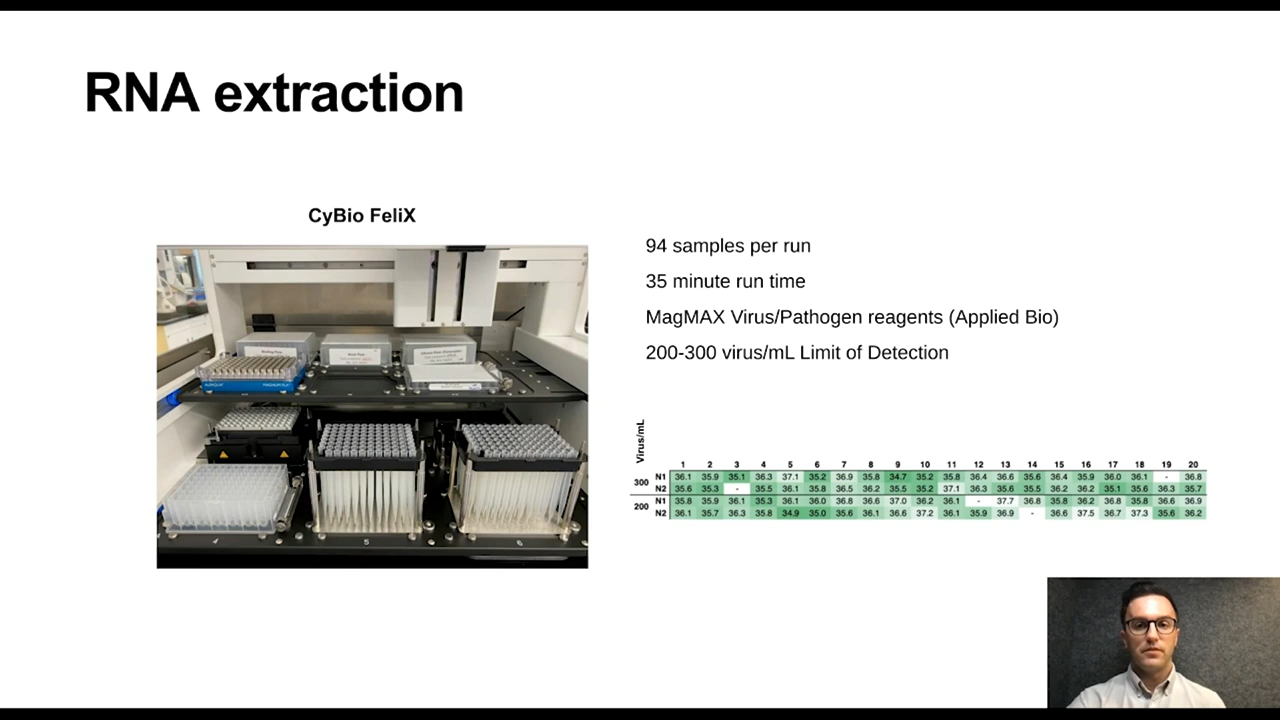 RNA extraction
CyBio FeliX
94 samples per run
35 minute run time
MagMAX Virus/Pathogen reagents (Applied Bio)
200-300 virus/mL Limit of Detection
Virus/mL
1 2 3 4 5 6 7 8 9 10 11 12 13 14 15 16 17 18 19 20
300 N1 36.1 35.9 35.1 36.3 37.1 35.2 36.9 35.8 34.7 35.2 35.8 36.4 36.6 35.6 36.4 35.9 36.0 36.1 - 36.8
N2 35.6 35.3 - 35.5 36.1 35.8 36.5 36.2 35.5 35.2 37.1 36.3 35.6 35.5 36.2 36.2 35.1 35.6 36.3 35.7
200 N1 35.8 35.9 36.1 35.3 36.1 36.0 36.8 36.6 37.0 36.2 36.1 - 37.7 36.8 35.8 36.2 36.8 35.8 36.6 36.9
N2 36.1 35.7 36.3 35.8 34.9 35.0 35.6 36.1 36.6 37.2 36.1 35.9 36.9 - 36.6 37.5 36.7 37.3 35.6 36.2
4 5 6